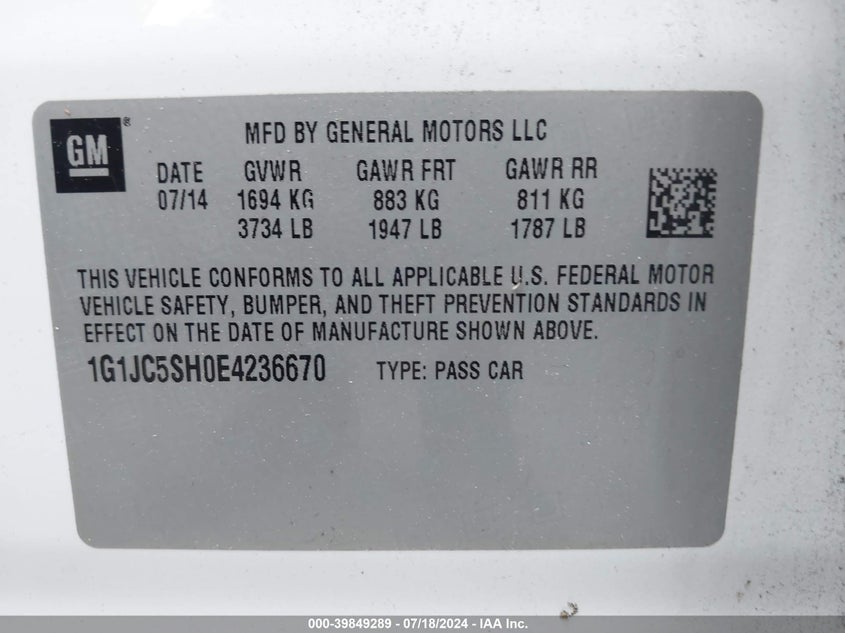 GM ®
MFD BY GENERAL MOTORS LLC
DATE GVWR GAWR FRT GAWR RR
07/14 1694 KG 883 KG 811 KG
3734 LB 1947 LB 1787 LB
THIS VEHICLE CONFORMS TO ALL APPLICABLE U.S. FEDERAL MOTOR
VEHICLE SAFETY, BUMPER, AND THEFT PREVENTION STANDARDS IN
EFFECT ON THE DATE OF MANUFACTURE SHOWN ABOVE.
1G1JC5SH0E4236670 TYPE: PASS CAR
000-39849289 - 07/18/2024 - IAA Inc.